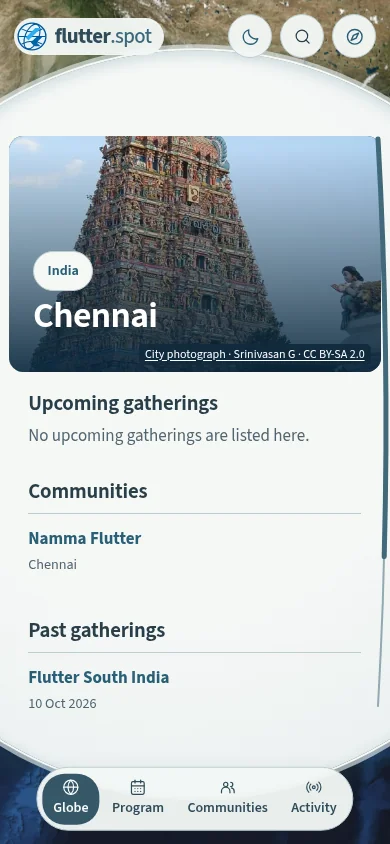 flutter.spot
India
Chennai
City photograph · Srinivasan G · CC BY-SA 2.0
Upcoming gatherings
No upcoming gatherings are listed here.
Communities
Namma Flutter
Chennai
Past gatherings
Flutter South India
10 Oct 2026
Globe
Program
Communities
Activity